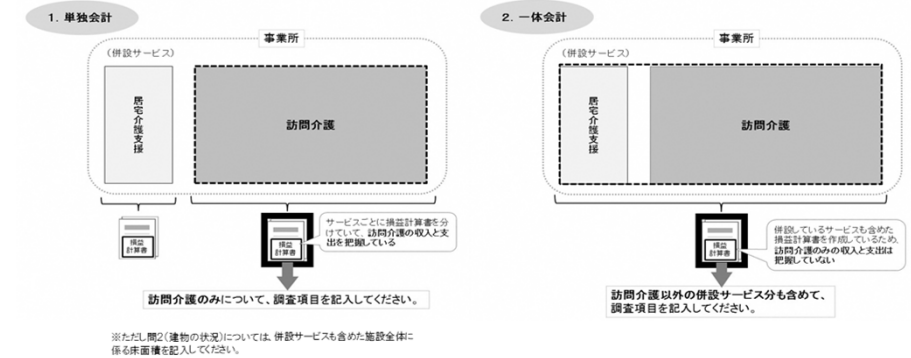 1. 単独会計
事業所
（併設サービス）
居宅介護支援
訪問介護
損益
計算書
損益
計算書
サービスごとに損益計算書を分
けていて、訪問介護の収入と支
出を把握している
訪問介護のみについて、調査項目を記入してください。
※ただし問2（建物の状況）については、併設サービスも含めた施設全体に
係る床面積を記入してください。
2. 一体会計
事業所
（併設サービス）
居宅介護支援
訪問介護
損益
計算書
併設しているサービスも含めた
損益計算書を作成しているため、
訪問介護のみの収入と支出は
把握していない
訪問介護以外の併設サービス分も含めて、
調査項目を記入してください。